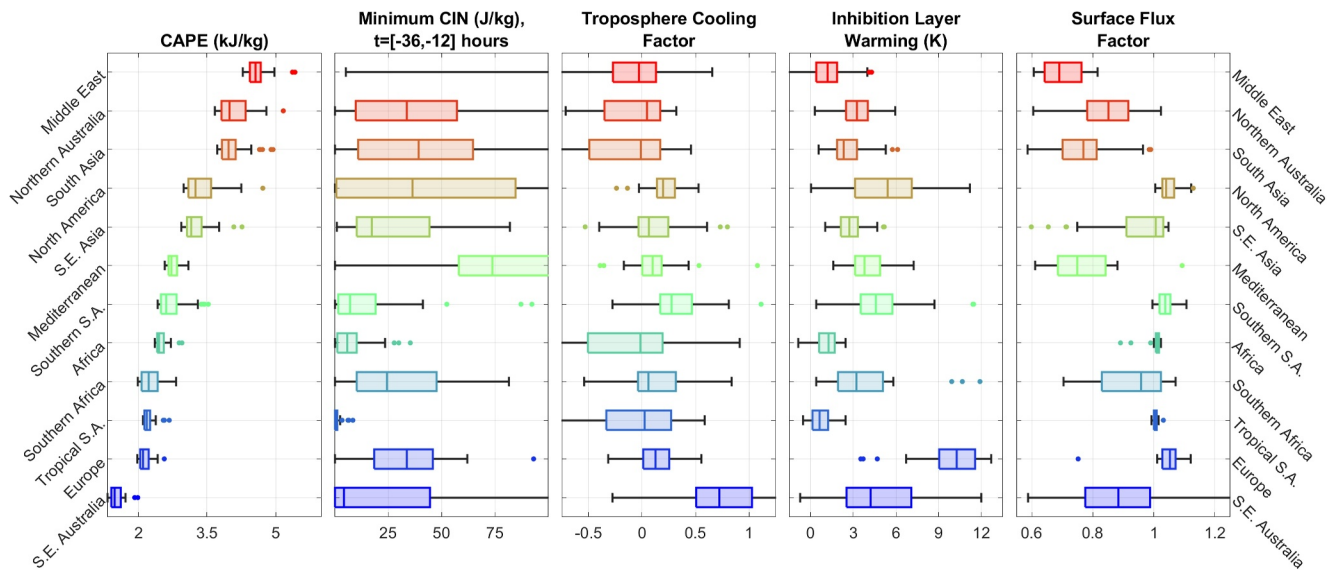 CAPE (kJ/kg)
Minimum CIN (J/kg),
t=[-36,-12] hours
Troposphere Cooling
Factor
Inhibition Layer
Warming (K)
Surface Flux
Factor
Middle East
Northern Australia
South Asia
North America
S.E. Asia
Mediterranean
Southern S.A.
Africa
Southern Africa
Tropical S.A.
Europe
S.E. Australia
Middle East
Northern Australia
South Asia
North America
S.E. Asia
Mediterranean
Southern S.A.
Africa
Southern Africa
Tropical S.A.
Europe
S.E. Australia
2 3.5 5
25 50 75
-0.5 0 0.5 1
0 3 6 9 12
0.6 0.8 1 1.2